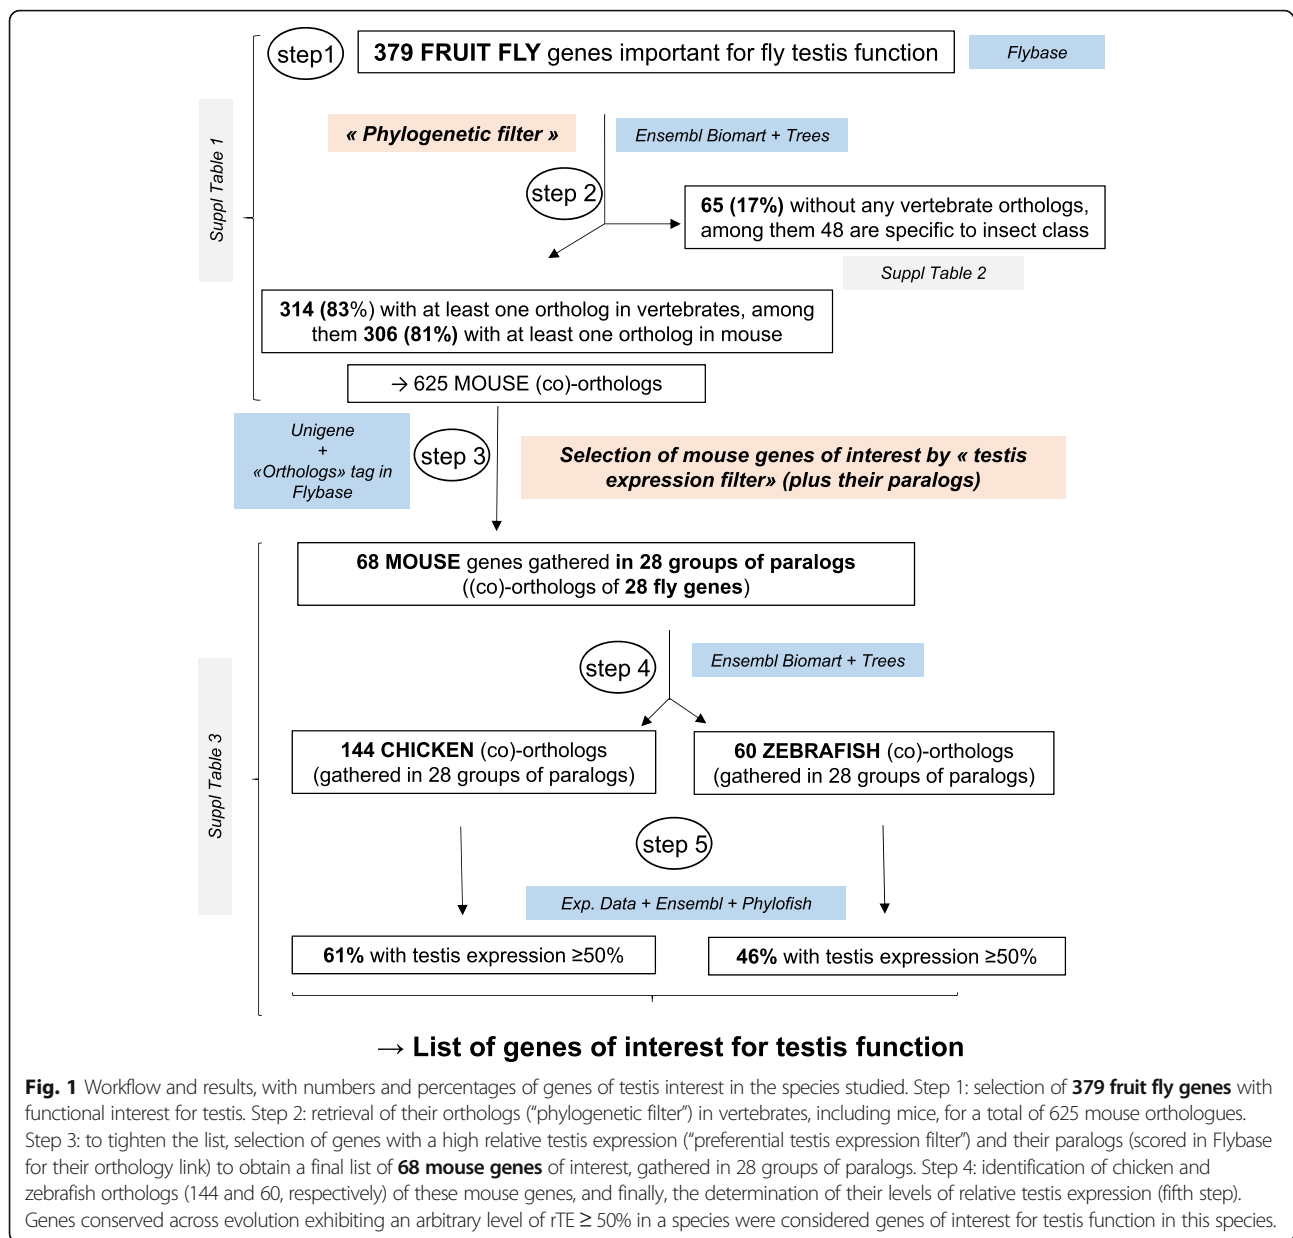 step1
379 FRUIT FLY genes important for fly testis function
Flybase
« Phylogenetic filter »
Ensembl Biomart + Trees
Suppl Table 1
step 2
65 (17%) without any vertebrate orthologs,
among them 48 are specific to insect class
Suppl Table 2
314 (83%) with at least one ortholog in vertebrates, among
them 306 (81%) with at least one ortholog in mouse
→ 625 MOUSE (co)-orthologs
Unigene
+
«Orthologs» tag in
Flybase
step 3
Selection of mouse genes of interest by « testis
expression filter» (plus their paralogs)
68 MOUSE genes gathered in 28 groups of paralogs
((co)-orthologs of 28 fly genes)
step 4
Ensembl Biomart + Trees
Suppl Table 3
144 CHICKEN (co)-orthologs
(gathered in 28 groups of paralogs)
60 ZEBRAFISH (co)-orthologs
(gathered in 28 groups of paralogs)
step 5
Exp. Data + Ensembl + Phylofish
61% with testis expression ≥50%
46% with testis expression ≥50%
→ List of genes of interest for testis function
Fig. 1 Workflow and results, with numbers and percentages of genes of testis interest in the species studied. Step 1: selection of 379 fruit fly genes with
functional interest for testis. Step 2: retrieval of their orthologs (“phylogenetic filter”) in vertebrates, including mice, for a total of 625 mouse orthologue.
Step 3: to tighten the list, selection of genes with a high relative testis expression (“preferential testis expression filter”) and their paralogs (scored in Flybase
for their orthology link) to obtain a final list of 68 mouse genes of interest, gathered in 28 groups of paralogs. Step 4: identification of chicken and
zebrafish orthologs (144 and 60, respectively) of these mouse genes, and finally, the determination of their levels of relative testis expression (fifth step).
Genes conserved across evolution exhibiting an arbitrary level of rTE ≥ 50% in a species were considered genes of interest for testis function in this species.